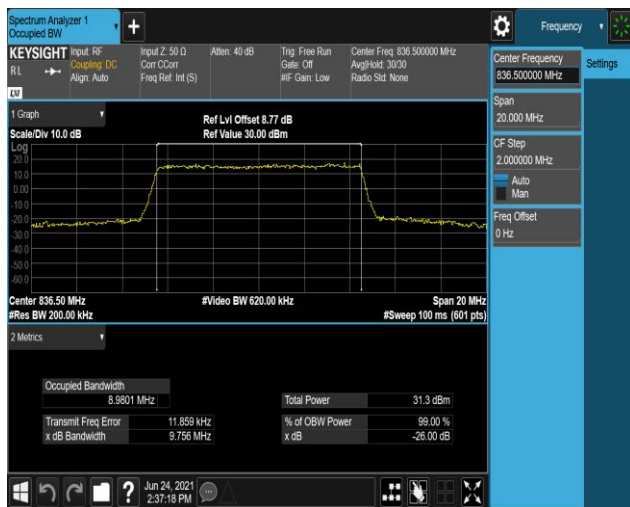 Spectrum Analyzer 1
Occupied BW
Frequency
KEYSIGHT
Input: RF
Coupling: DC
Align: Auto
Input Z: 50 Ω
Corr CCorr
Freq Ref: Int (S)
Atten: 40 dB
Trig: Free Run
Gate: Off
#IF Gain: Low
Center Freq: 836.500000 MHz
Avg|Hold: 30/30
Radio Std: None
RL
LXI
Center Frequency
836.500000 MHz
Settings
Span
20.000 MHz
CF Step
2.000000 MHz
Auto
Man
Freq Offset
0 Hz
1 Graph
Scale/Div 10.0 dB
Ref Lvl Offset 8.77 dB
Ref Value 30.00 dBm
Log
20.0
10.0
0.00
-10.0
-20.0
-30.0
-40.0
-50.0
-60.0
Center 836.50 MHz
#Video BW 620.00 kHz
Span 20 MHz
#Res BW 200.00 kHz
#Sweep 100 ms (601 pts)
2 Metrics
Occupied Bandwidth
8.9801 MHz
Total Power 31.3 dBm
Transmit Freq Error 11.859 kHz
% of OBW Power 99.00 %
x dB Bandwidth 9.756 MHz
x dB -26.00 dB
?
Jun 24, 2021
2:37:18 PM